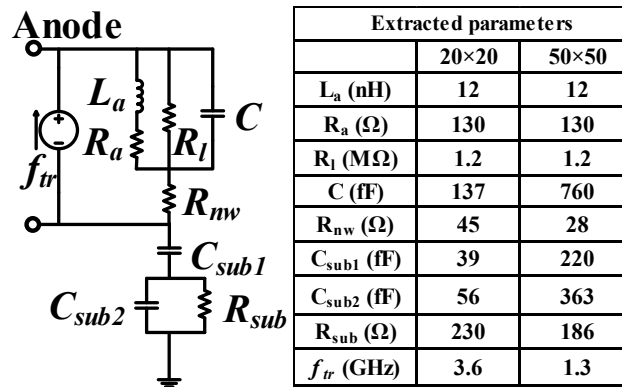 Anode
L_a
R_a
R_l
C
f_tr
R_nw
C_sub1
C_sub2
R_sub
Extracted parameters
20×20 50×50
L_a (nH) 12 12
R_a (Ω) 130 130
R_l (MΩ) 1.2 1.2
C (fF) 137 760
R_nw (Ω) 45 28
C_sub1 (fF) 39 220
C_sub2 (fF) 56 363
R_sub (Ω) 230 186
f_tr (GHz) 3.6 1.3